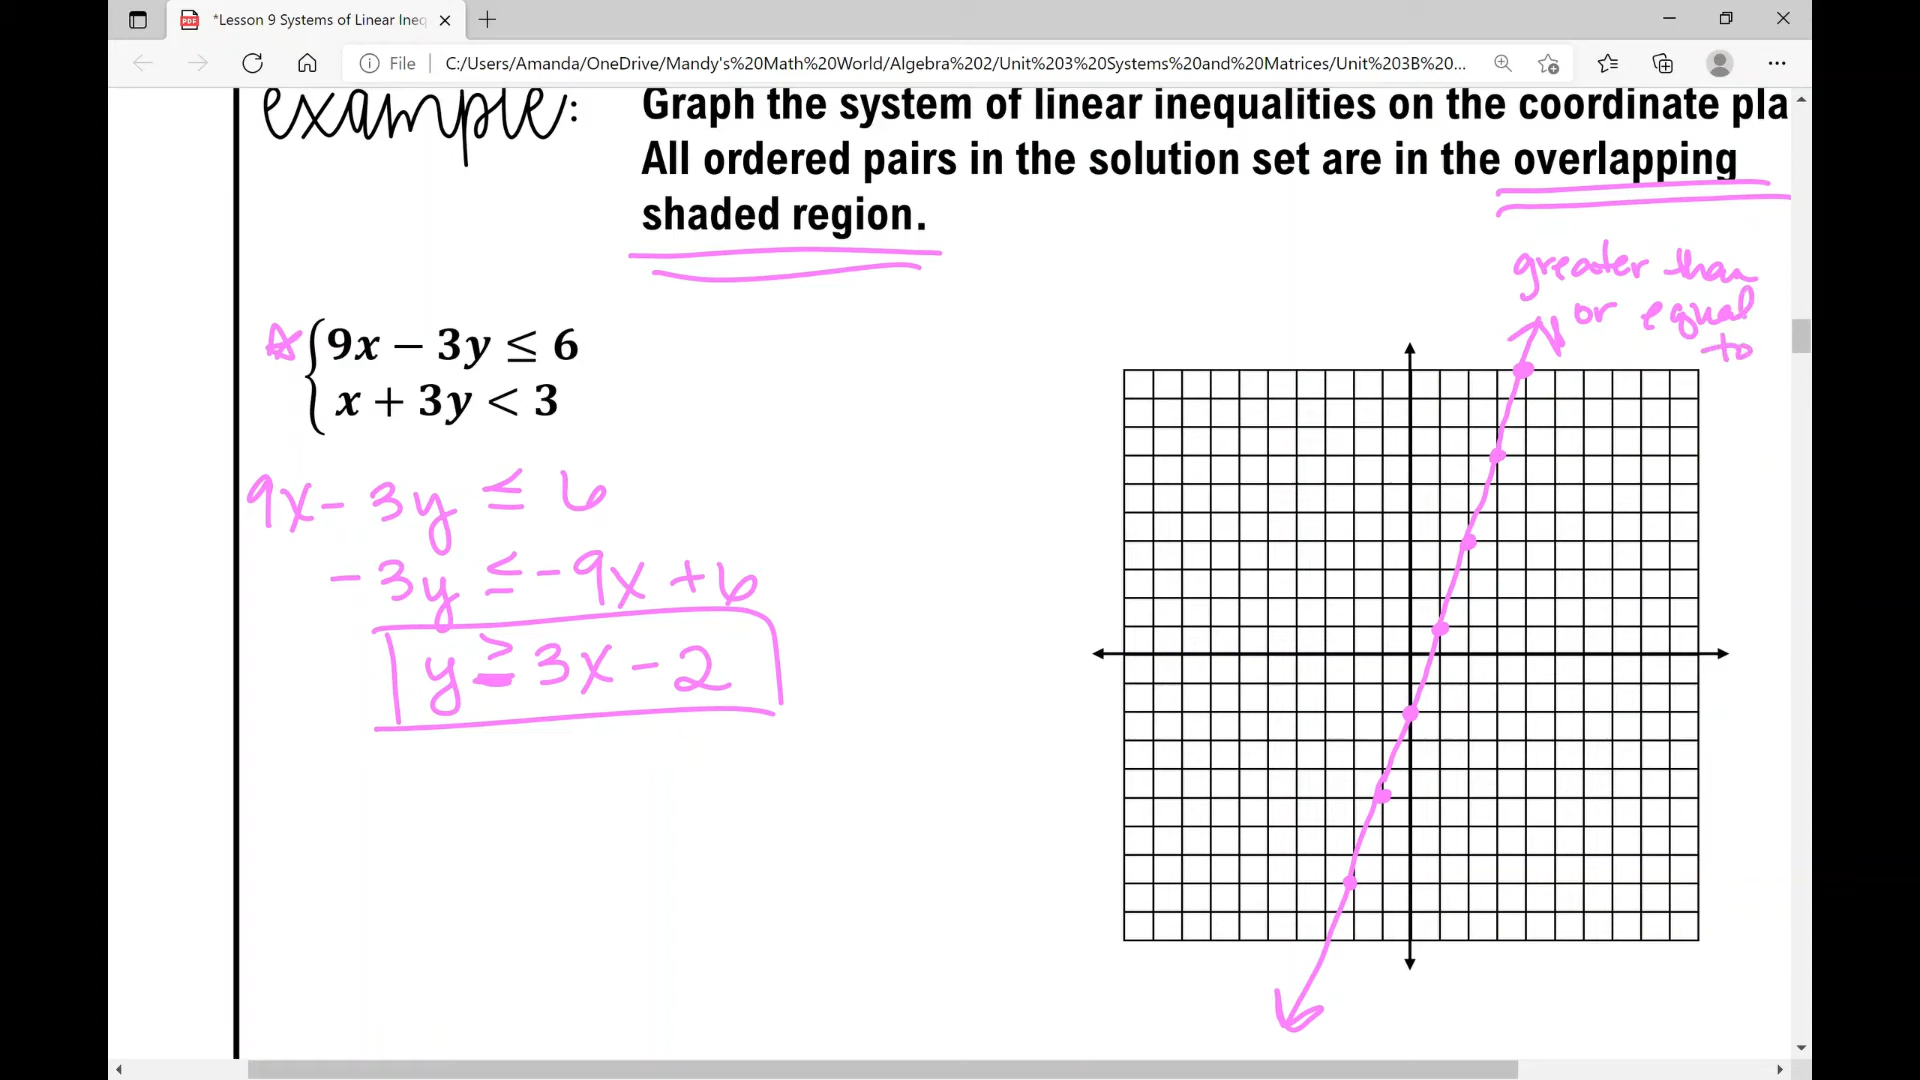 *Lesson 9 Systems of Linear Ineq
File
C:/Users/Amanda/OneDrive/Mandy's%20Math%20World/Algebra%202/Unit%203%20Systems%20and%20Matrices/Unit%203B%20...
example:
Graph the system of linear inequalities on the coordinate pla
All ordered pairs in the solution set are in the overlapping
shaded region.
greater than
or equal
to
9x − 3y ≤ 6
x + 3y < 3
9x - 3y ≤ 6
-3y ≤ -9x + 6
y ≥ 3x - 2